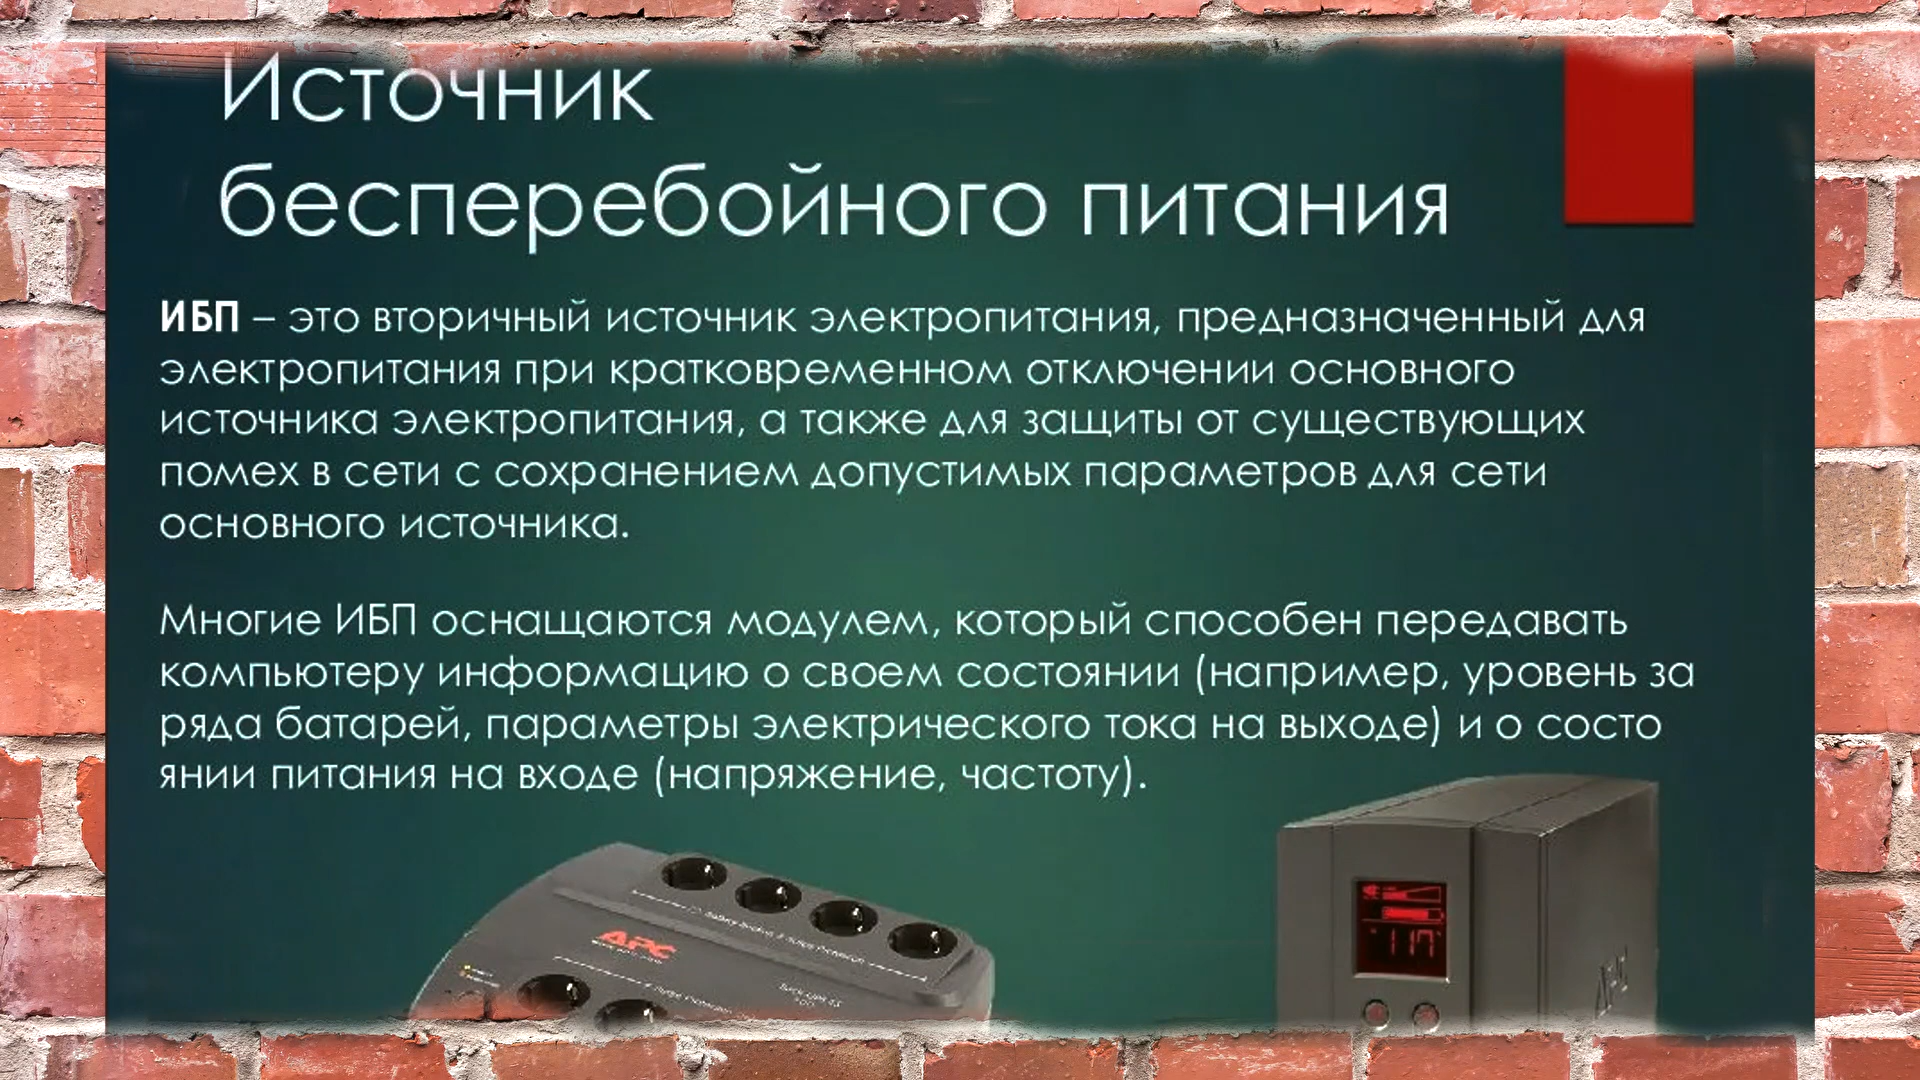 Источник
бесперебойного питания
ИБП – это вторичный источник электропитания, предназначенный для
электропитания при кратковременном отключении основного
источника электропитания, а также для защиты от существующих
помех в сети с сохранением допустимых параметров для сети
основного источника.
Многие ИБП оснащаются модулем, который способен передавать
компьютеру информацию о своем состоянии (например, уровень за
ряда батарей, параметры электрического тока на выходе) и о состо
янии питания на входе (напряжение, частоту).
APC
117